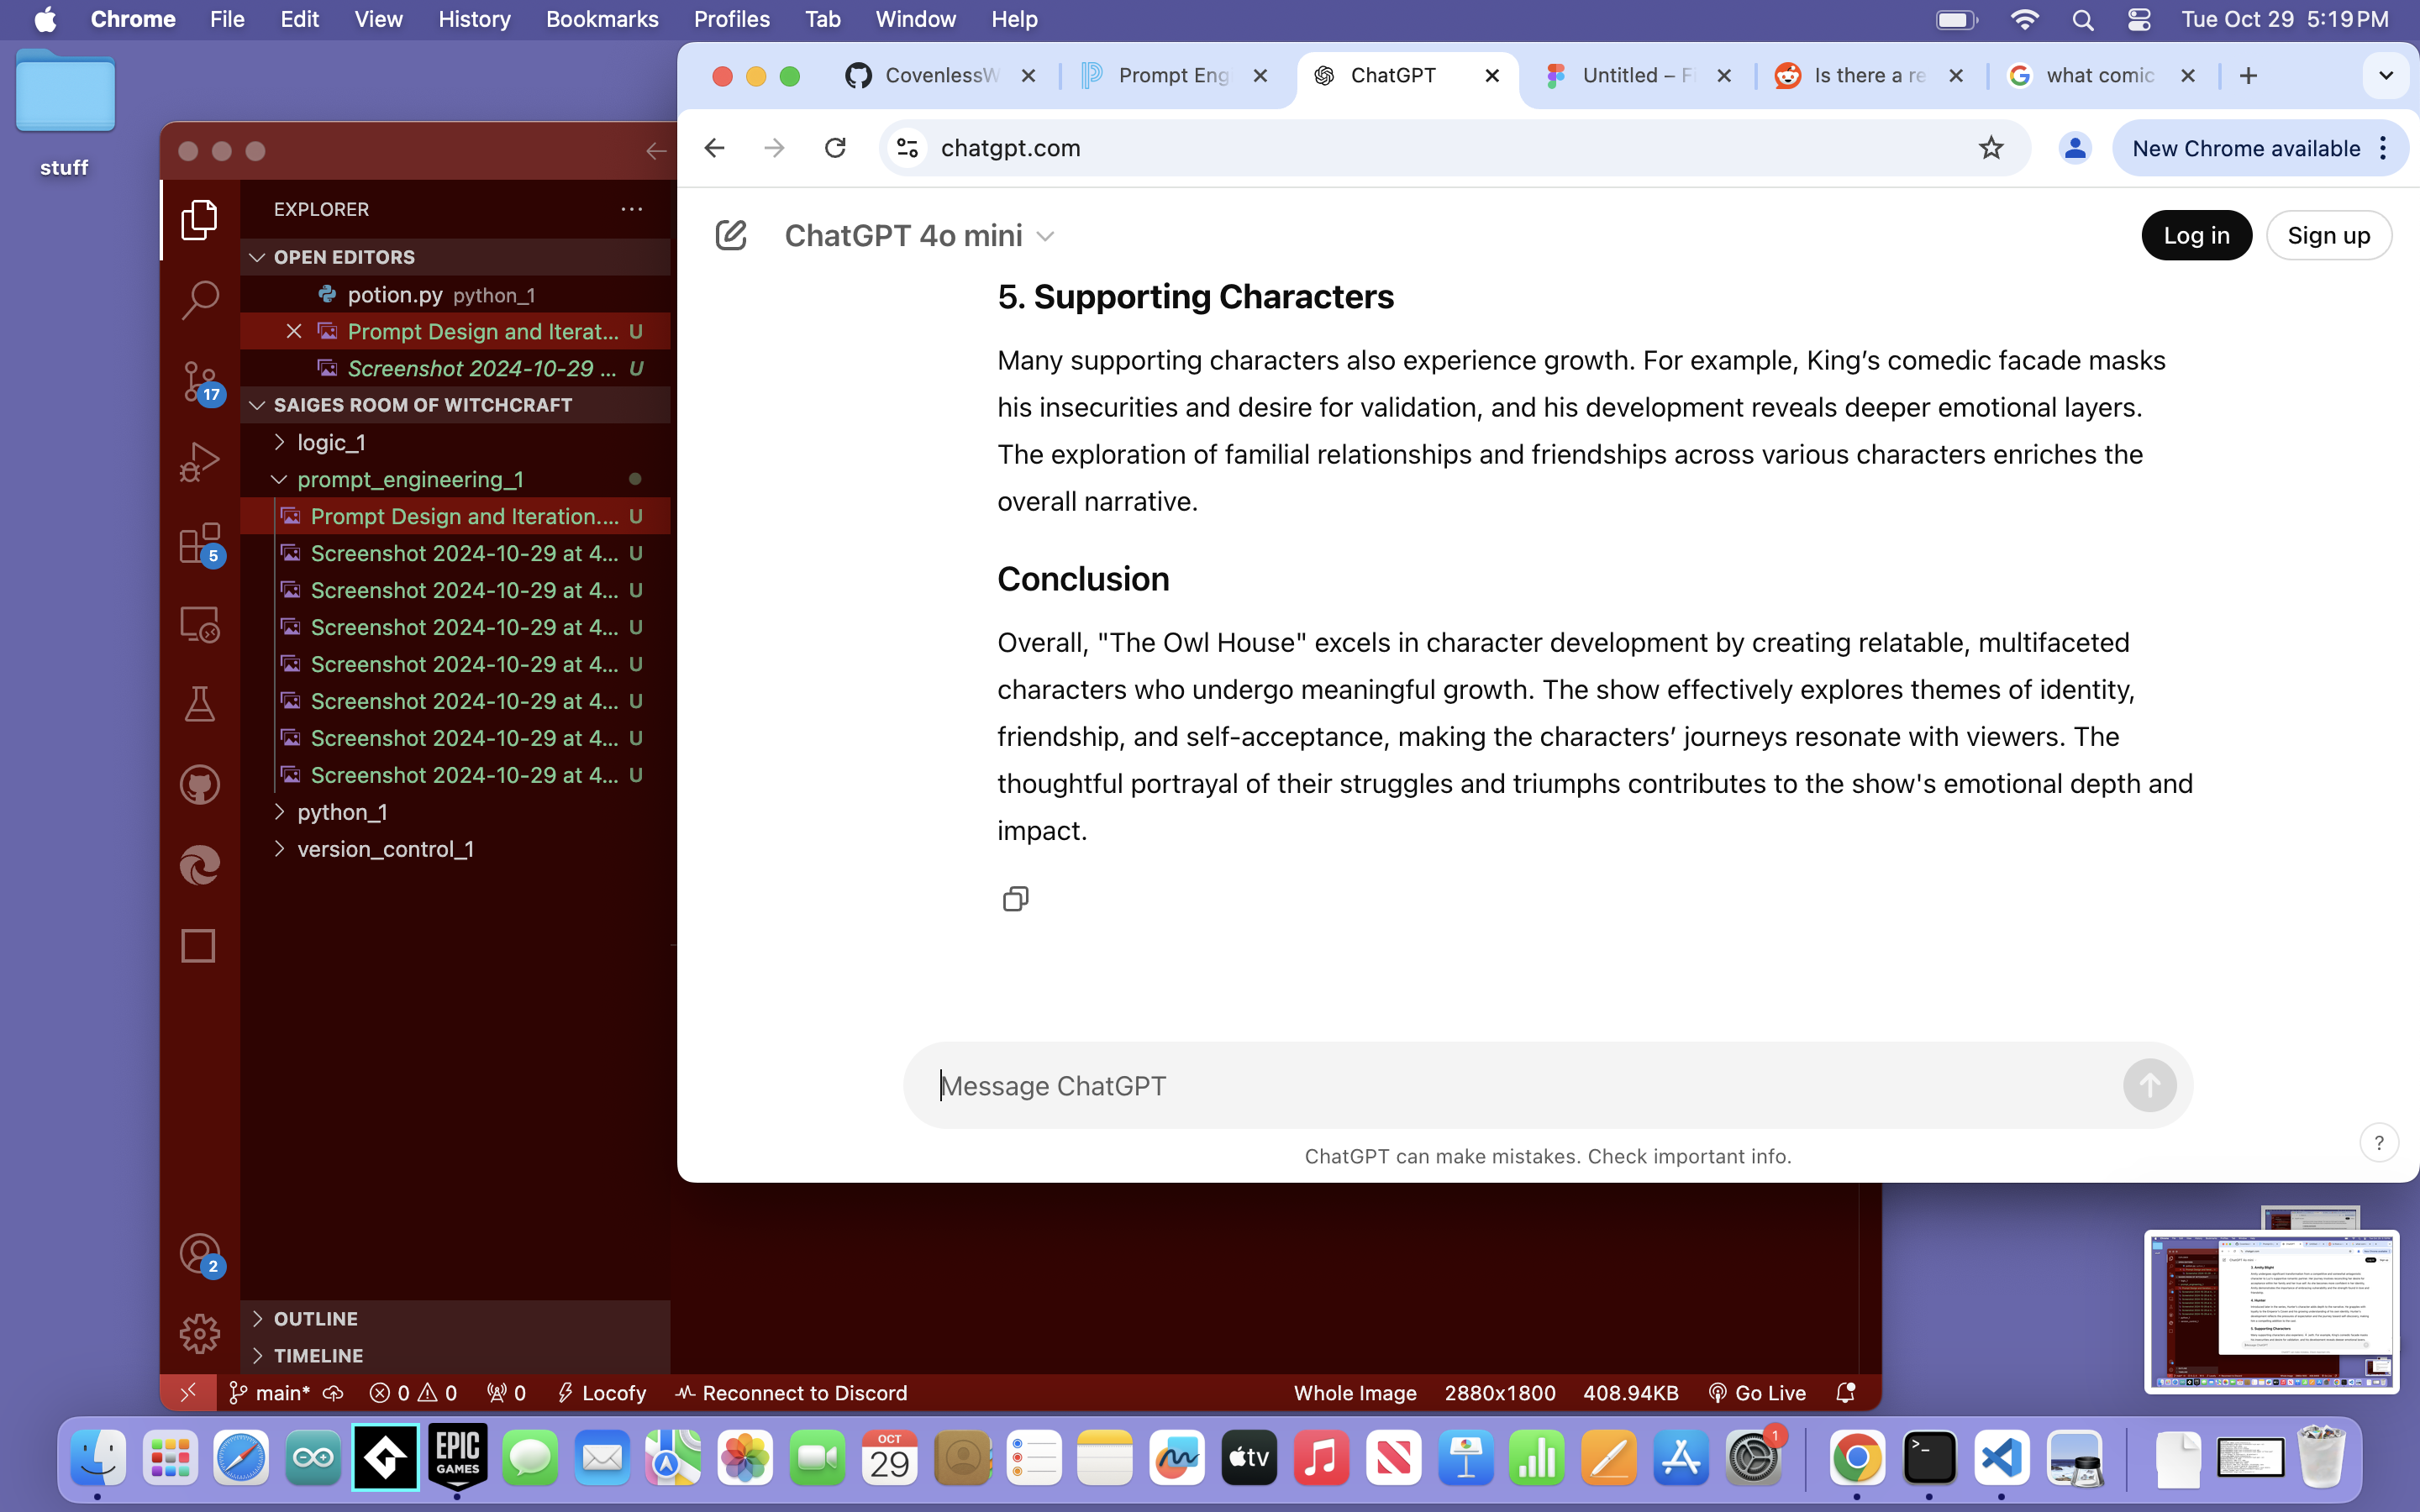 Chrome File Edit View History Bookmarks Profiles Tab Window Help Tue Oct 29 5:19 PM
stuff
CovenlessW Prompt Eng ChatGPT Untitled – Fi Is there a re what comic
chatgpt.com New Chrome available
ChatGPT 4o mini Log in Sign up
5. Supporting Characters
Many supporting characters also experience growth. For example, King’s comedic facade masks
his insecurities and desire for validation, and his development reveals deeper emotional layers.
The exploration of familial relationships and friendships across various characters enriches the
overall narrative.
Conclusion
Overall, "The Owl House" excels in character development by creating relatable, multifaceted
characters who undergo meaningful growth. The show effectively explores themes of identity,
friendship, and self-acceptance, making the characters’ journeys resonate with viewers. The
thoughtful portrayal of their struggles and triumphs contributes to the show's emotional depth and
impact.
Message ChatGPT
ChatGPT can make mistakes. Check important info.
?
EXPLORER
OPEN EDITORS
potion.py python_1
Prompt Design and Iterat... U
Screenshot 2024-10-29 ... U
SAIGES ROOM OF WITCHCRAFT
logic_1
prompt_engineering_1
Prompt Design and Iteration.... U
Screenshot 2024-10-29 at 4... U
Screenshot 2024-10-29 at 4... U
Screenshot 2024-10-29 at 4... U
Screenshot 2024-10-29 at 4... U
Screenshot 2024-10-29 at 4... U
Screenshot 2024-10-29 at 4... U
Screenshot 2024-10-29 at 4... U
python_1
version_control_1
17
5
2
OUTLINE
TIMELINE
main* 0 0 0 Locofy Reconnect to Discord Whole Image 2880x1800 408.94KB Go Live
EPIC
GAMES
OCT
29
tv
1